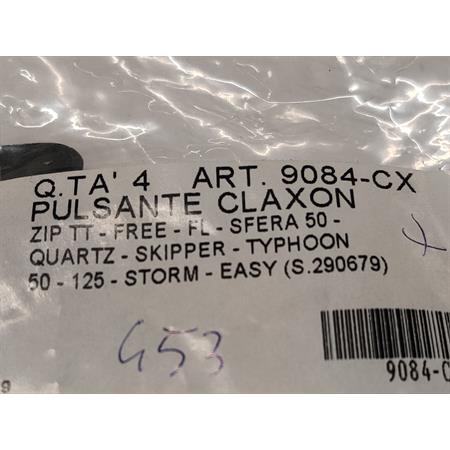 Q.TA' 4 ART. 9084-CX
PULSANTE CLAXON
ZIP TT - FREE - FL - SFERA 50 -
QUARTZ - SKIPPER - TYPHOON
50 - 125 - STORM - EASY (S.290679)
453
9084-C
9